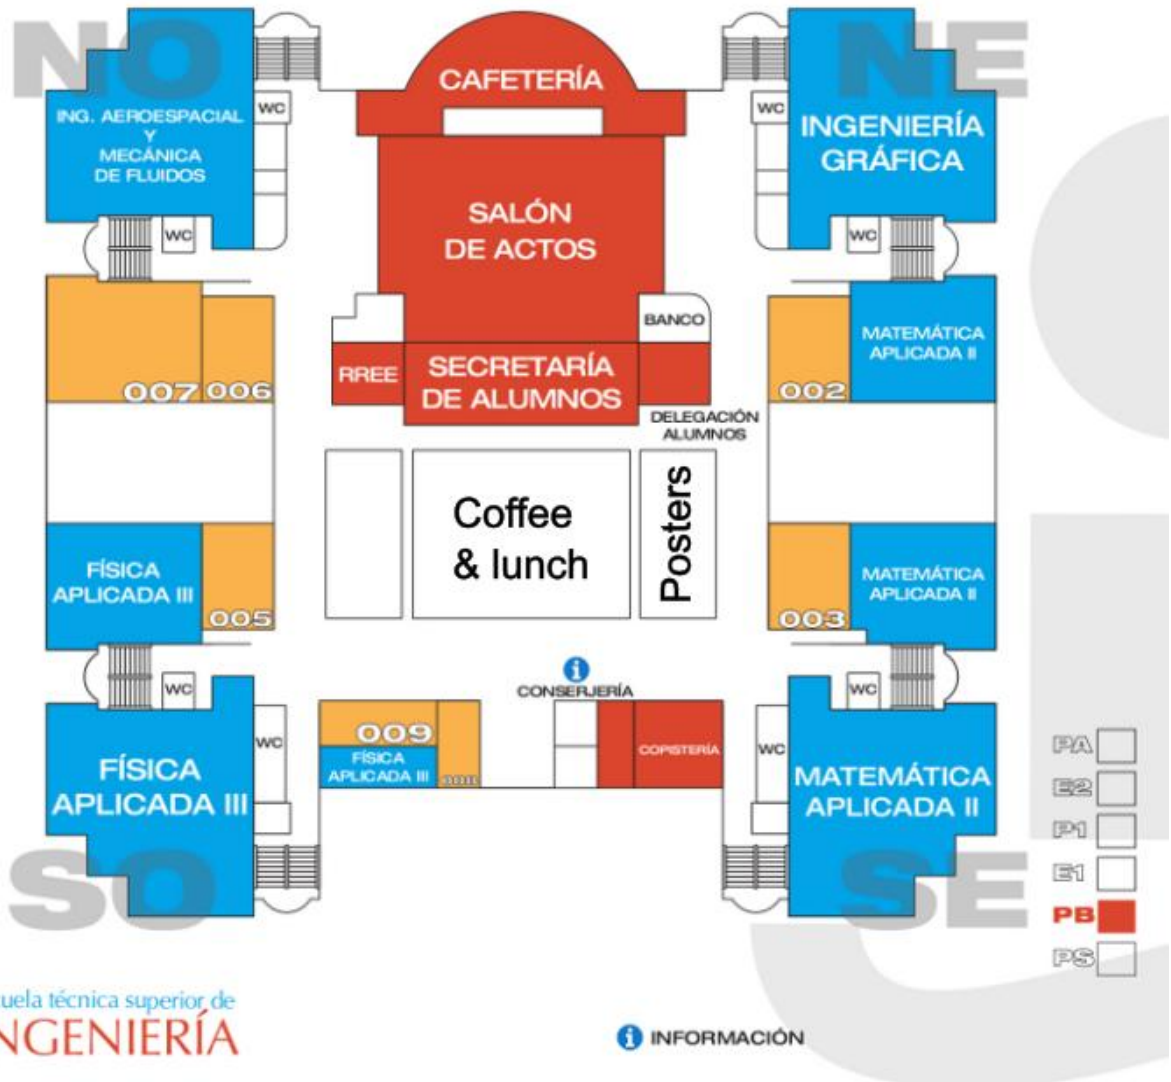 NO
NE
CAFETERÍA
ING. AEROESPACIAL
Y
MECÁNICA
DE FLUIDOS
WC
WC
INGENIERÍA
GRÁFICA
SALÓN
DE ACTOS
WC
WC
BANCO
MATEMÁTICA
APLICADA II
RREE
SECRETARÍA
DE ALUMNOS
007
006
002
DELEGACIÓN
ALUMNOS
Coffee
& lunch
Posters
FÍSICA
APLICADA III
005
003
MATEMÁTICA
APLICADA II
WC
WC
i
CONSERJERÍA
009
FÍSICA
APLICADA III
WC
COPISTERÍA
WC
FÍSICA
APLICADA III
MATEMÁTICA
APLICADA II
SO
SE
PA
E2
P1
E1
PB
PS
uela técnica superior de
NGENIERÍA
i INFORMACIÓN